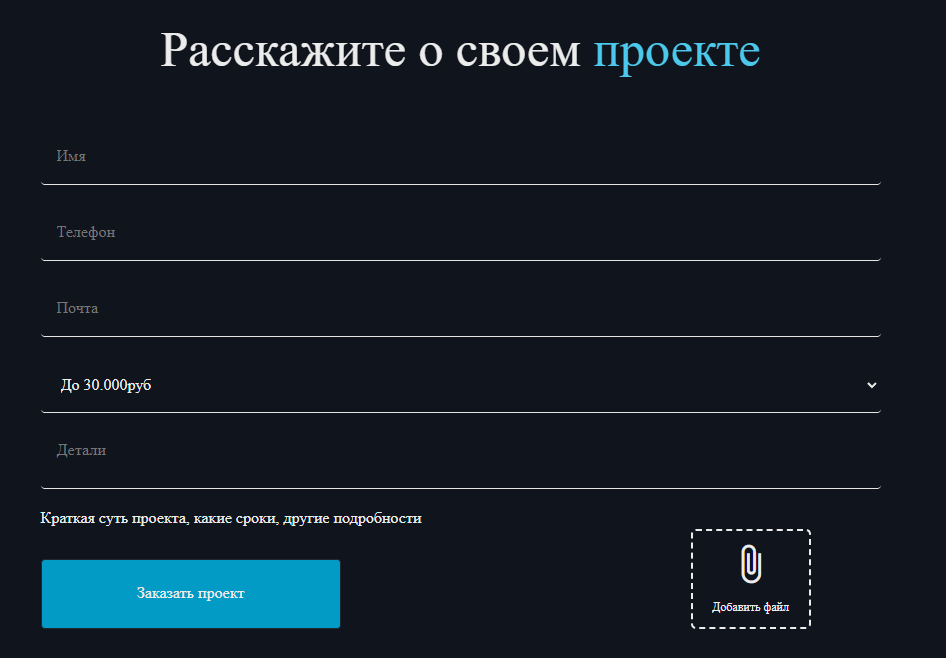 Расскажите о своем проекте
Имя
Телефон
Почта
До 30.000руб
Детали
Краткая суть проекта, какие сроки, другие подробности
Заказать проект
Добавить файл